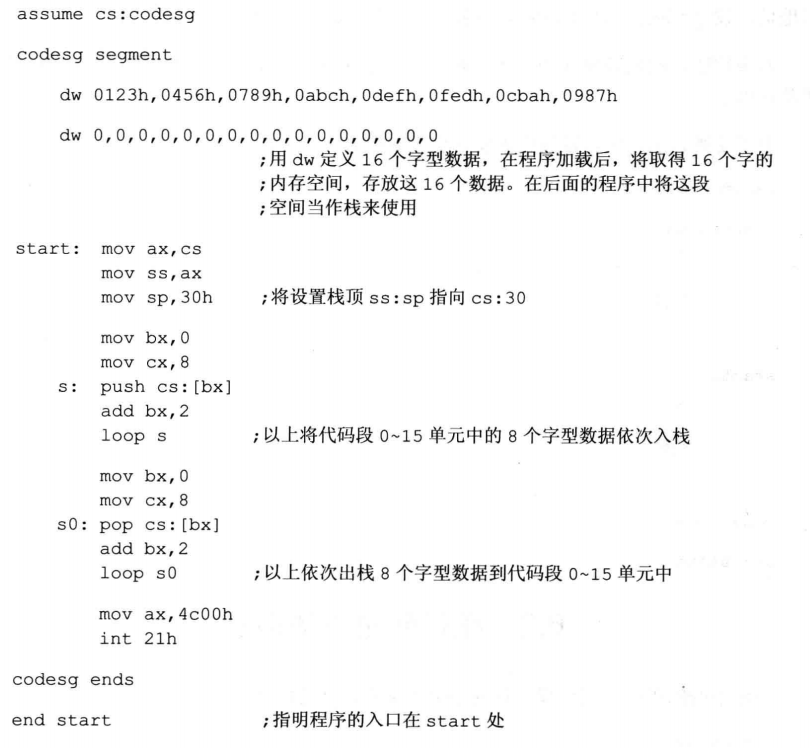 assume cs:codesg
codesg segment
dw 0123h,0456h,0789h,0abch,0defh,0fedh,0cbah,0987h
dw 0,0,0,0,0,0,0,0,0,0,0,0,0,0,0,0
;用 dw 定义 16 个字型数据，在程序加载后，将取得 16 个字的
;内存空间，存放这 16 个数据。在后面的程序中将这段
;空间当作栈来使用
start: mov ax,cs
mov ss,ax
mov sp,30h ;将设置栈顶 ss:sp 指向 cs:30
mov bx,0
mov cx,8
s: push cs:[bx]
add bx,2
loop s ;以上将代码段 0~15 单元中的 8 个字型数据依次入栈
mov bx,0
mov cx,8
s0: pop cs:[bx]
add bx,2
loop s0 ;以上依次出栈 8 个字型数据到代码段 0~15 单元中
mov ax,4c00h
int 21h
codesg ends
end start ;指明程序的入口在 start 处